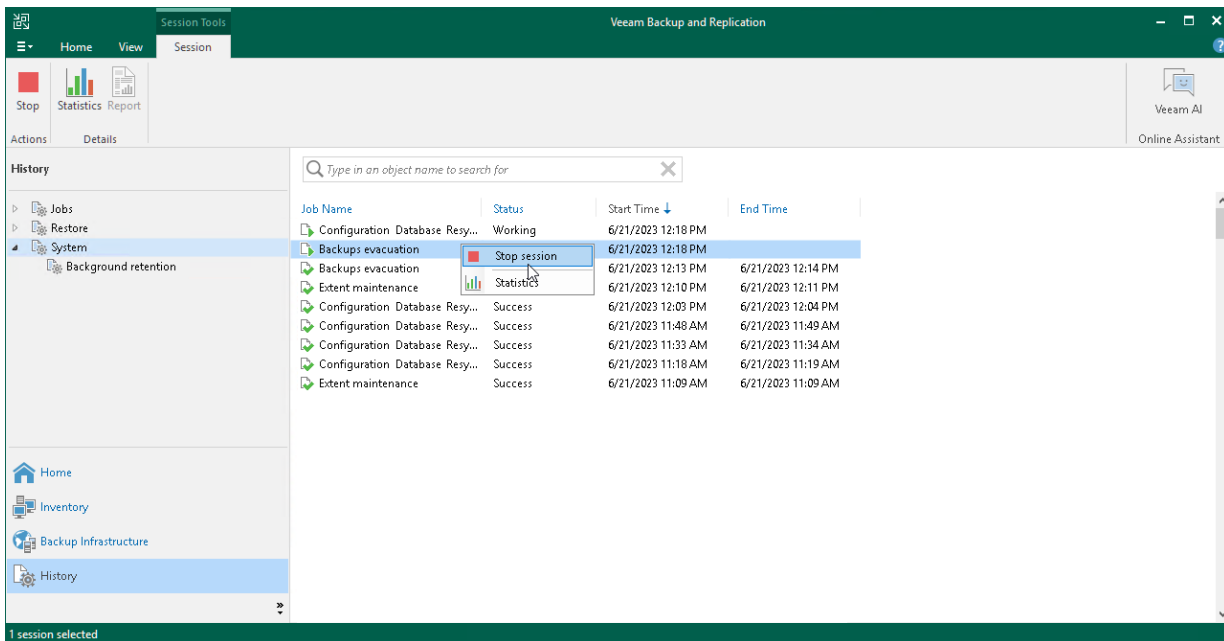 Session Tools
Veeam Backup and Replication
Home View Session
?
Stop Statistics Report
Veeam AI
Actions Details Online Assistant
History
Type in an object name to search for
Jobs
Restore
System
Background retention
Job Name Status Start Time End Time
Configuration Database Resy... Working 6/21/2023 12:18 PM
Backups evacuation 6/21/2023 12:18 PM
Stop session
Backups evacuation 6/21/2023 12:13 PM 6/21/2023 12:14 PM
Statistics
Extent maintenance 6/21/2023 12:10 PM 6/21/2023 12:11 PM
Configuration Database Resy... Success 6/21/2023 12:03 PM 6/21/2023 12:04 PM
Configuration Database Resy... Success 6/21/2023 11:48 AM 6/21/2023 11:49 AM
Configuration Database Resy... Success 6/21/2023 11:33 AM 6/21/2023 11:34 AM
Configuration Database Resy... Success 6/21/2023 11:18 AM 6/21/2023 11:19 AM
Extent maintenance Success 6/21/2023 11:09 AM 6/21/2023 11:09 AM
Home
Inventory
Backup Infrastructure
History
1 session selected